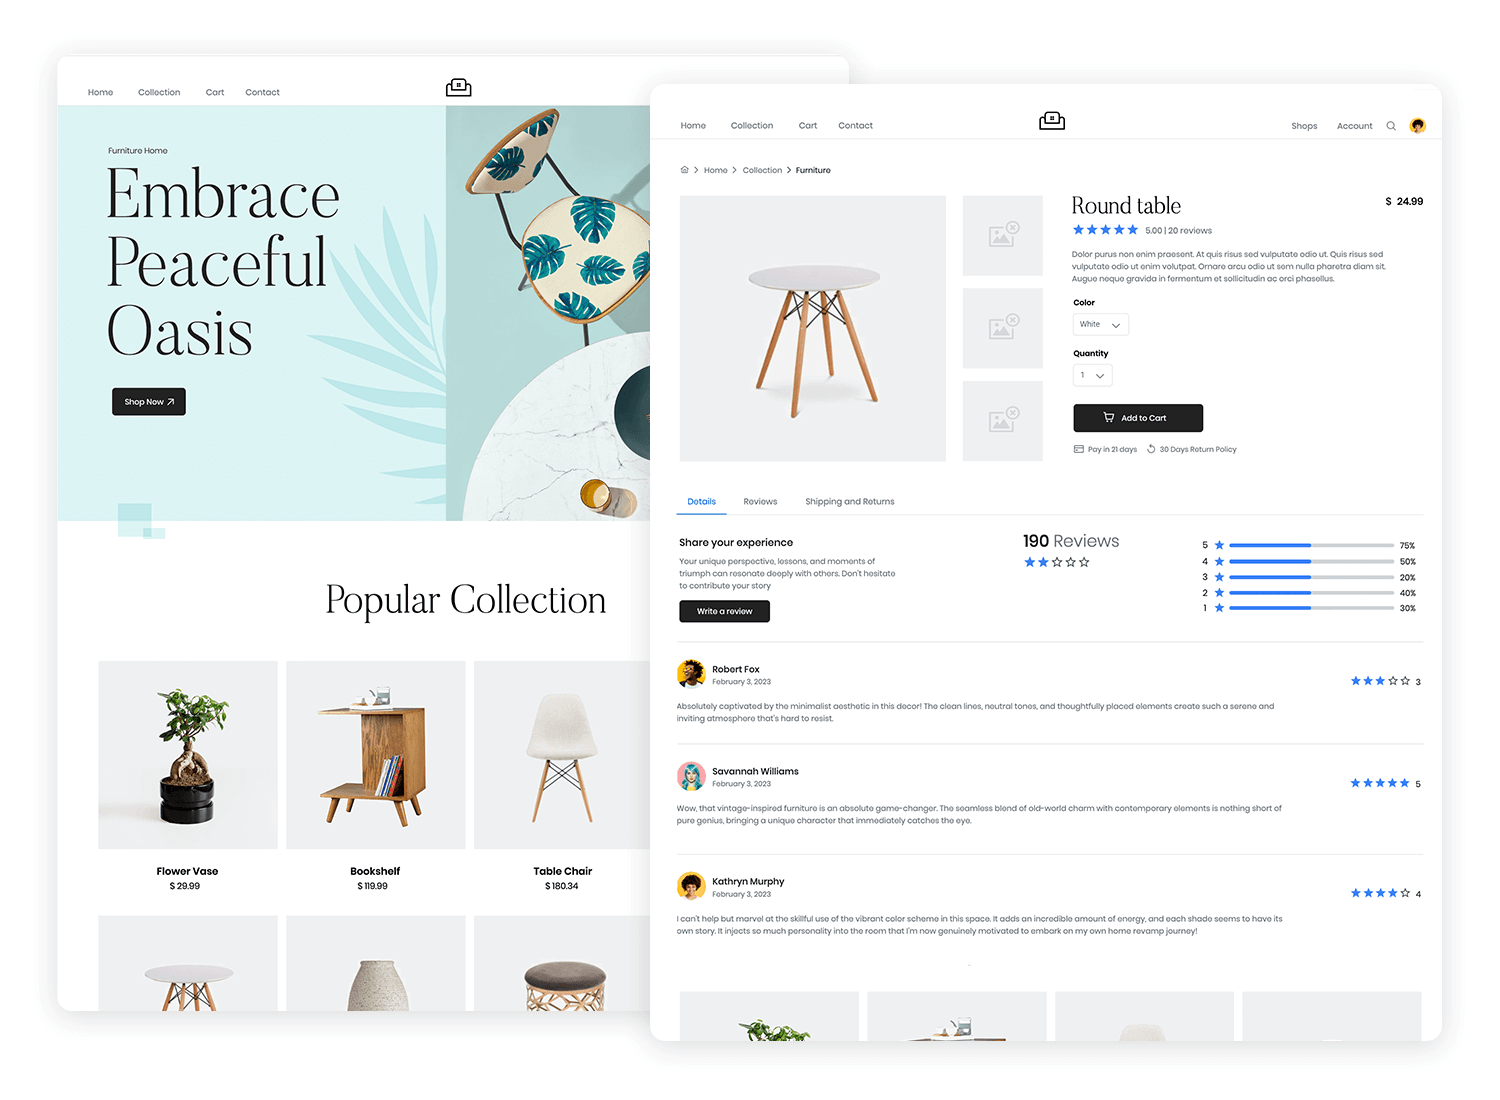 Home Collection Cart Contact
Furniture Home
Embrace
Peaceful
Oasis
Shop Now
Popular Collection
Flower Vase
$ 29.99
Bookshelf
$ 119.99
Table Chair
$ 180.34
Home Collection Cart Contact
Shops Account
Home > Collection > Furniture
Round table
$ 24.99
5.00 | 20 reviews
Dolor purus non enim praesent. At quis risus sed vulputate odio ut. Quis risus sed
vulputate odio ut enim volutpat. Ornare arcu odio ut sem nulla pharetra diam sit.
Augue neque gravida in fermentum et sollicitudin ac orci phasellus.
Color
White
Quantity
1
Add to Cart
Pay in 21 days 30 Days Return Policy
Details Reviews Shipping and Returns
Share your experience
Your unique perspective, lessons, and moments of
triumph can resonate deeply with others. Don't hesitate
to contribute your story
Write a review
190 Reviews
5 75%
4 50%
3 20%
2 40%
1 30%
Robert Fox
February 3, 2023
3
Absolutely captivated by the minimalist aesthetic in this decor! The clean lines, neutral tones, and thoughtfully placed elements create such a serene and
inviting atmosphere that's hard to resist.
Savannah Williams
February 3, 2023
5
Wow, that vintage-inspired furniture is an absolute game-changer. The seamless blend of old-world charm with contemporary elements is nothing short of
pure genius, bringing a unique character that immediately catches the eye.
Kathryn Murphy
February 3, 2023
4
I can't help but marvel at the skillful use of the vibrant color scheme in this space. It adds an incredible amount of energy, and each shade seems to have its
own story. It injects so much personality into the room that I'm now genuinely motivated to embark on my own home revamp journey!